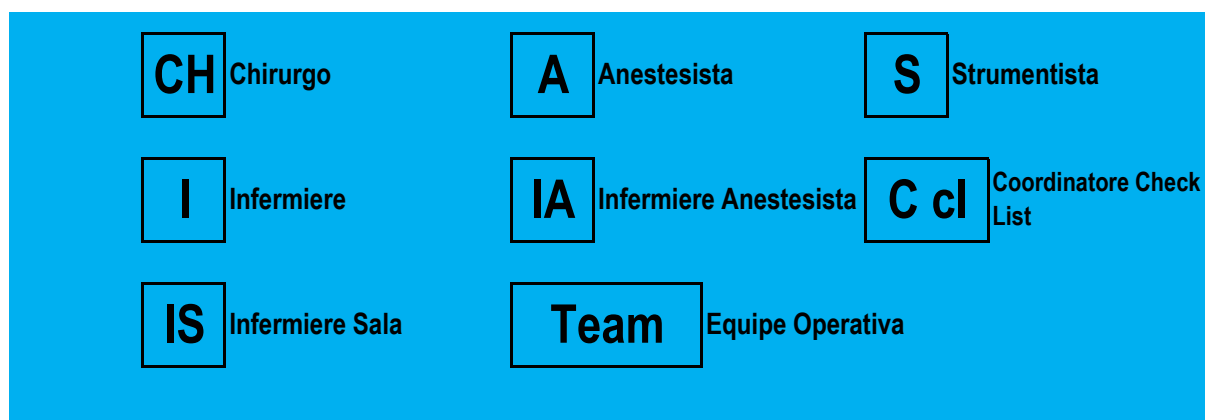 CH Chirurgo A Anestesista S Strumentista
I Infermiere IA Infermiere Anestesista C cl Coordinatore Check
List
IS Infermiere Sala Team Equipe Operativa